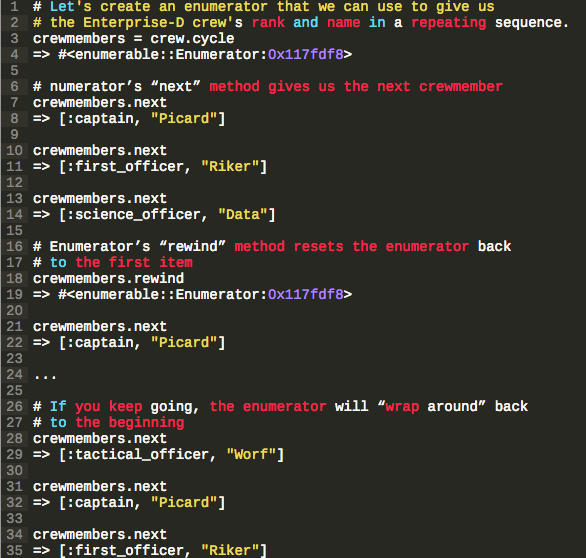 1 # Let's create an enumerator that we can use to give us
2 # the Enterprise-D crew's rank and name in a repeating sequence.
3 crewmembers = crew.cycle
4 => #<enumerable::Enumerator:0x117fdf8>
5
6 # numerator’s “next” method gives us the next crewmember
7 crewmembers.next
8 => [:captain, "Picard"]
9
10 crewmembers.next
11 => [:first_officer, "Riker"]
12
13 crewmembers.next
14 => [:science_officer, "Data"]
15
16 # Enumerator’s “rewind” method resets the enumerator back
17 # to the first item
18 crewmembers.rewind
19 => #<enumerable::Enumerator:0x117fdf8>
20
21 crewmembers.next
22 => [:captain, "Picard"]
23
24 ...
25
26 # If you keep going, the enumerator will “wrap around” back
27 # to the beginning
28 crewmembers.next
29 => [:tactical_officer, "Worf"]
30
31 crewmembers.next
32 => [:captain, "Picard"]
33
34 crewmembers.next
35 => [:first_officer, "Riker"]